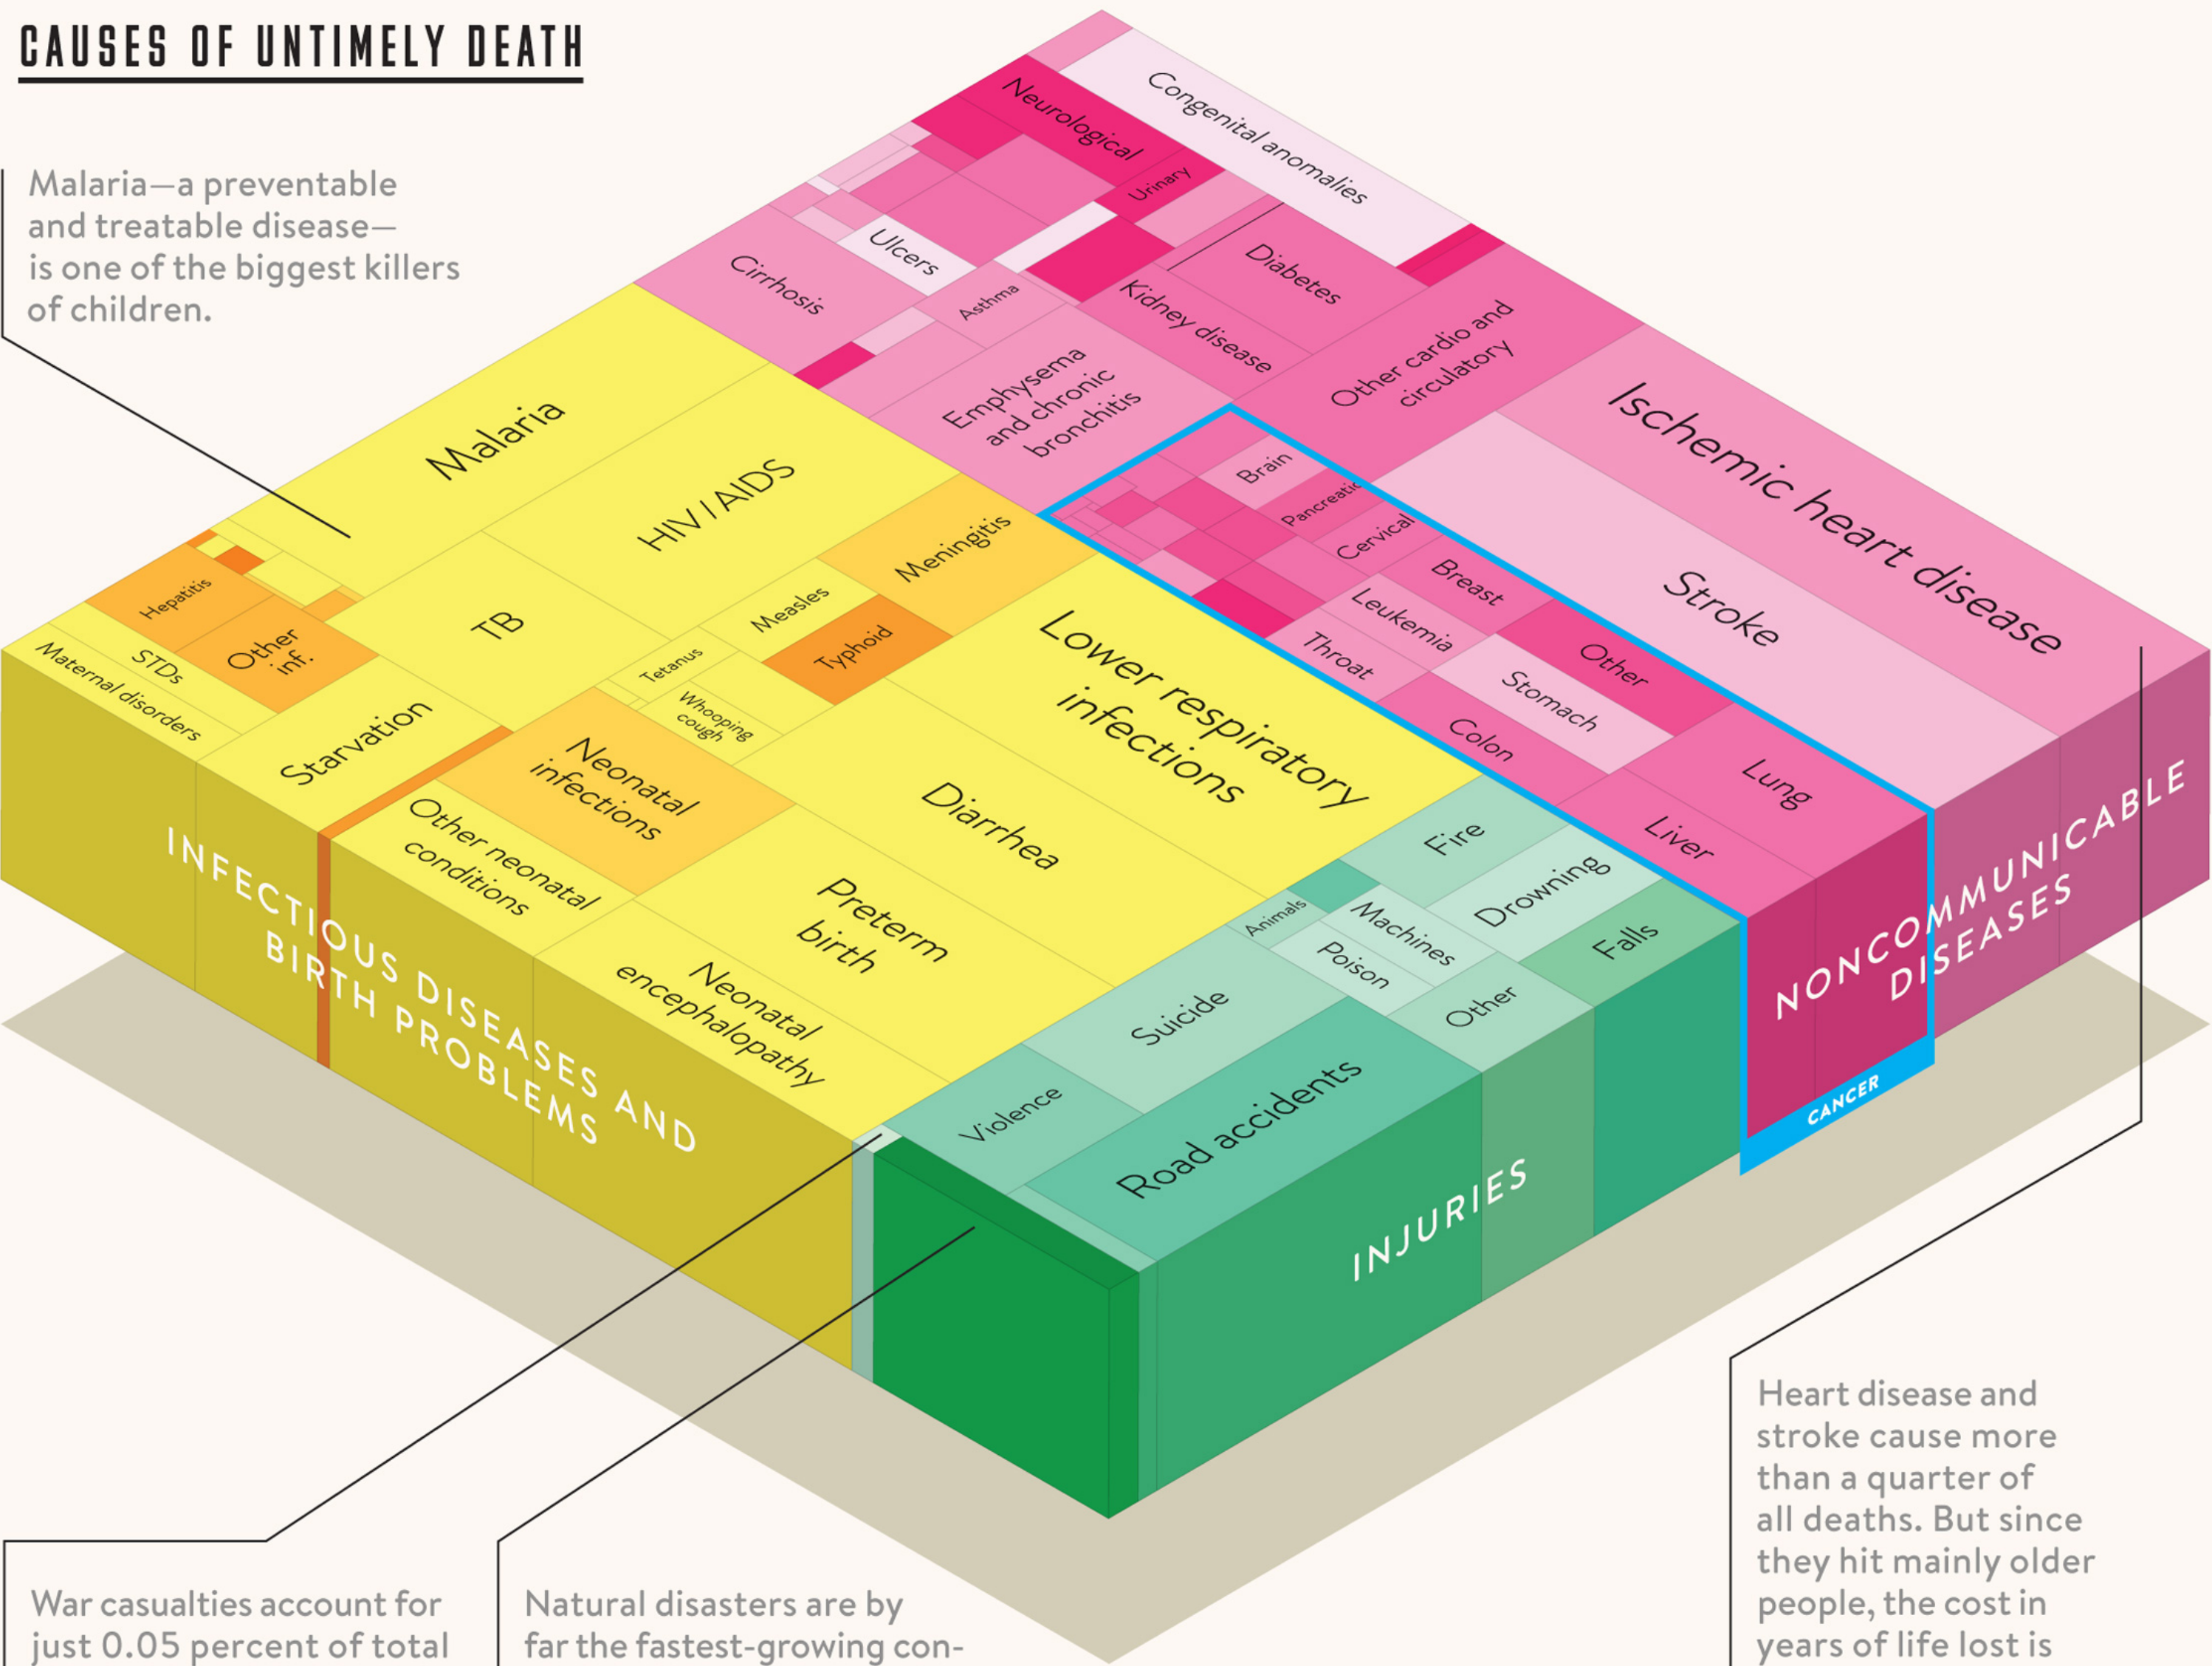 CAUSES OF UNTIMELY DEATH
Malaria—a preventable
and treatable disease—
is one of the biggest killers
of children.
Congenital anomalies
Neurological
Urinary
Ulcers
Cirrhosis
Asthma
Diabetes
Kidney disease
Emphysema
and chronic
bronchitis
Other cardio and
circulatory
Ischemic heart disease
Stroke
Brain
Pancreatic
Cervical
Breast
Leukemia
Other
Throat
Stomach
Colon
Lung
Liver
Malaria
HIV/AIDS
Meningitis
Measles
Typhoid
TB
Tetanus
Whooping
cough
Hepatitis
Other
inf.
STDs
Maternal disorders
Starvation
Neonatal
infections
Other neonatal
conditions
Lower respiratory
infections
Diarrhea
Preterm
birth
Neonatal
encephalopathy
Fire
Drowning
Animals
Machines
Poison
Falls
Other
Suicide
Violence
Road accidents
INFECTIOUS DISEASES AND
BIRTH PROBLEMS
INJURIES
NONCOMMUNICABLE
DISEASES
CANCER
War casualties account for
just 0.05 percent of total
Natural disasters are by
far the fastest-growing con-
Heart disease and
stroke cause more
than a quarter of
all deaths. But since
they hit mainly older
people, the cost in
years of life lost is